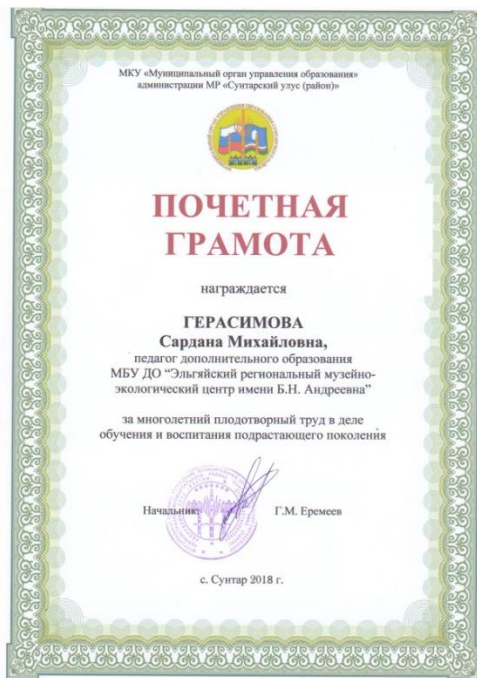 МКУ «Муниципальный орган управления образования»
администрации МР «Сунтарский улус (район)»
ПОЧЕТНАЯ
ГРАМОТА
награждается
ГЕРАСИМОВА
Сардана Михайловна,
педагог дополнительного образования
МБУ ДО “Эльгяйский региональный музейно-
экологический центр имени Б.Н. Андреевна”
за многолетний плодотворный труд в деле
обучения и воспитания подрастающего поколения
Начальник: Г.М. Еремеев
с. Сунтар 2018 г.